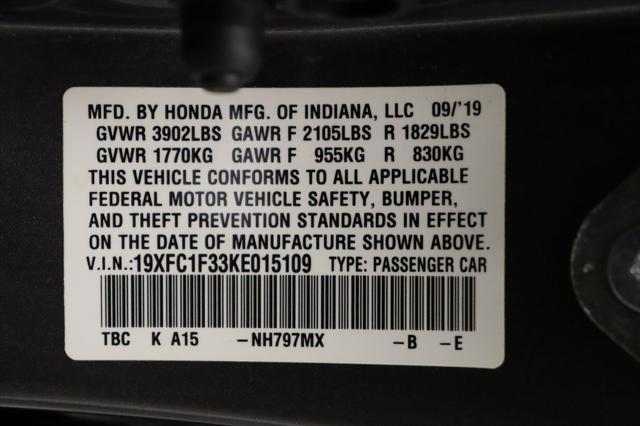 MFD. BY HONDA MFG. OF INDIANA, LLC 09/'19
GVWR 3902LBS GAWR F 2105LBS R 1829LBS
GVWR 1770KG GAWR F 955KG R 830KG
THIS VEHICLE CONFORMS TO ALL APPLICABLE
FEDERAL MOTOR VEHICLE SAFETY, BUMPER,
AND THEFT PREVENTION STANDARDS IN EFFECT
ON THE DATE OF MANUFACTURE SHOWN ABOVE.
V.I.N.:19XFC1F33KE015109 TYPE: PASSENGER CAR
TBC K A15 -NH797MX -B -E